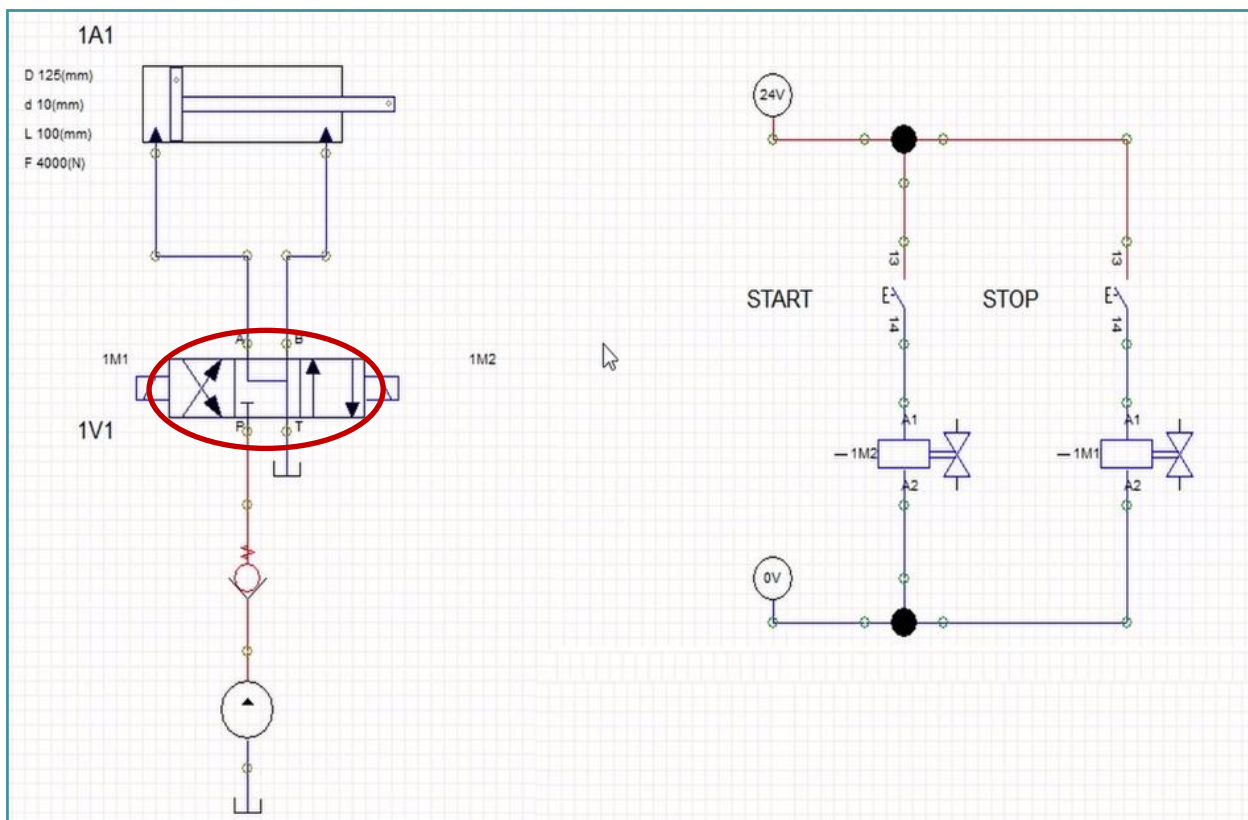 1A1
D 125(mm)
d 10(mm)
L 100(mm)
F 4000(N)
A
B
1M1
1M2
1V1
P
T
24V
13
13
START
E
STOP
E
14
14
A1
A1
— 1M2
— 1M1
A2
A2
0V